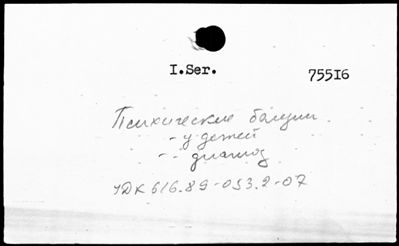 I.Ser.
75516
Психические болезни
- у детей
- - диагноз
УДК 616.89-053.2-07